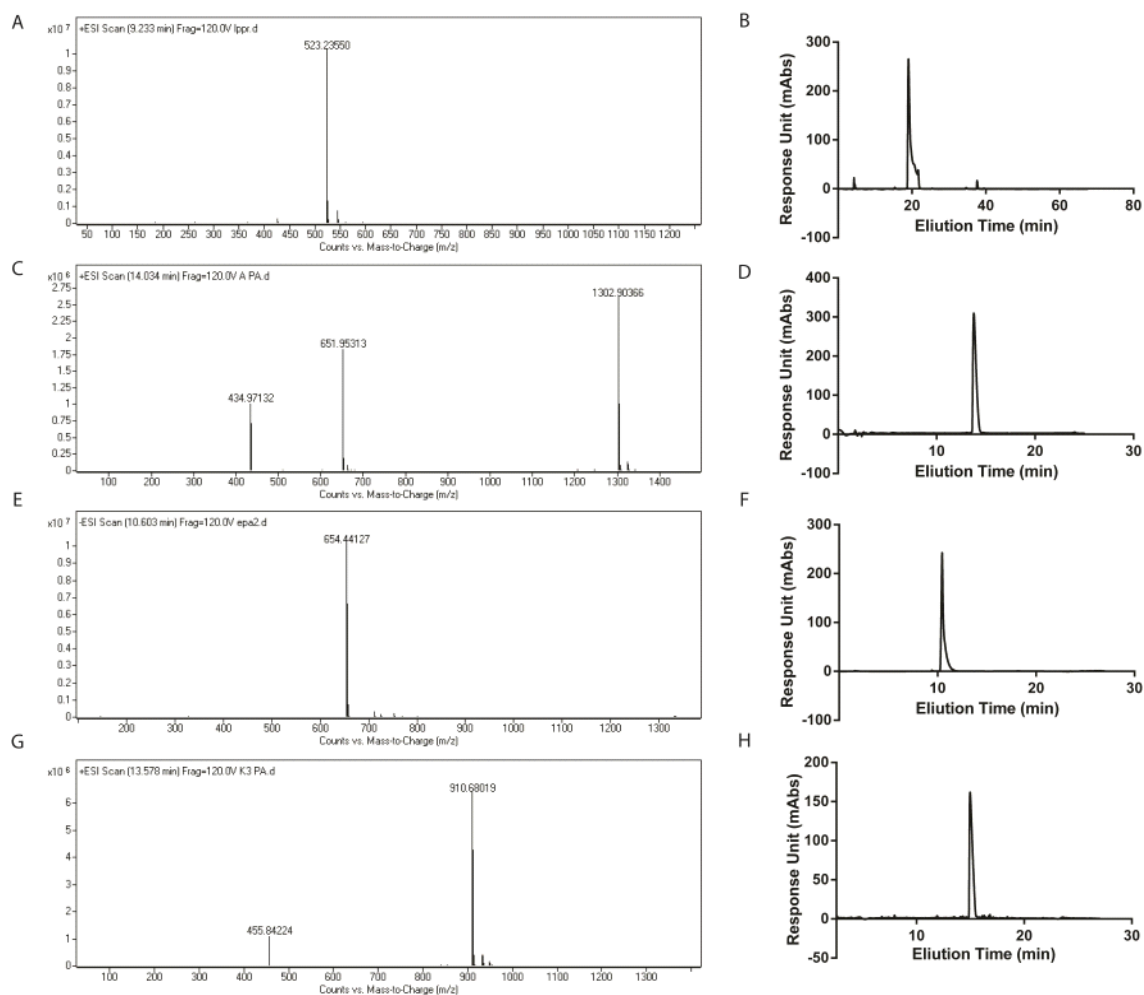 A
x10 7
+ESI Scan (9.233 min) Frag=120.0V lppr.d
523.23550
1
0.9
0.8
0.7
0.6
0.5
0.4
0.3
0.2
0.1
0
50 100 150 200 250 300 350 400 450 500 550 600 650 700 750 800 850 900 950 1000 1050 1100 1150 1200
Counts vs. Mass-to-Charge (m/z)
B
Response Unit (mAbs)
300
200
100
0
-100
20 40 60 80
Eliution Time (min)
C
x10 6
+ESI Scan (14.034 min) Frag=120.0V A PA.d
1302.90366
651.95313
434.97132
2.75
2.5
2.25
2
1.75
1.5
1.25
1
0.75
0.5
0.25
0
100 200 300 400 500 600 700 800 900 1000 1100 1200 1300 1400
Counts vs. Mass-to-Charge (m/z)
D
Response Unit (mAbs)
400
300
200
100
0
-100
10 20 30
Eliution Time (min)
E
x10 7
-ESI Scan (10.603 min) Frag=120.0V epa2.d
654.44127
1
0.9
0.8
0.7
0.6
0.5
0.4
0.3
0.2
0.1
0
200 300 400 500 600 700 800 900 1000 1100 1200 1300
Counts vs. Mass-to-Charge (m/z)
F
Response Unit (mAbs)
300
200
100
0
-100
10 20 30
Eliution Time (min)
G
x10 6
+ESI Scan (13.578 min) Frag=120.0V K3 PA.d
910.68019
455.84224
6
5
4
3
2
1
0
100 200 300 400 500 600 700 800 900 1000 1100 1200 1300
Counts vs. Mass-to-Charge (m/z)
H
Response Unit (mAbs)
200
150
100
50
0
-50
10 20 30
Eliution Time (min)